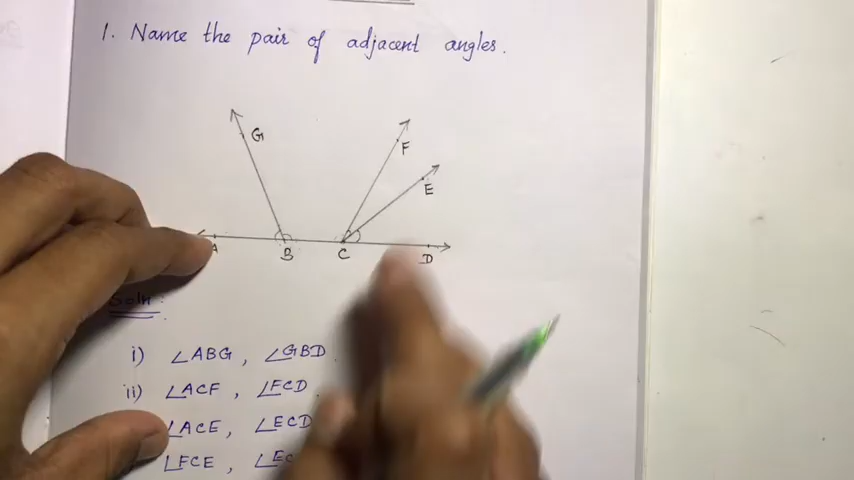 1. Name the pair of adjacent angles.
G
F
E
A B C D
Soln:
i) ∠ABG, ∠GBD.
ii) ∠ACF, ∠FCD.
∠ACE, ∠ECD
∠FCE,